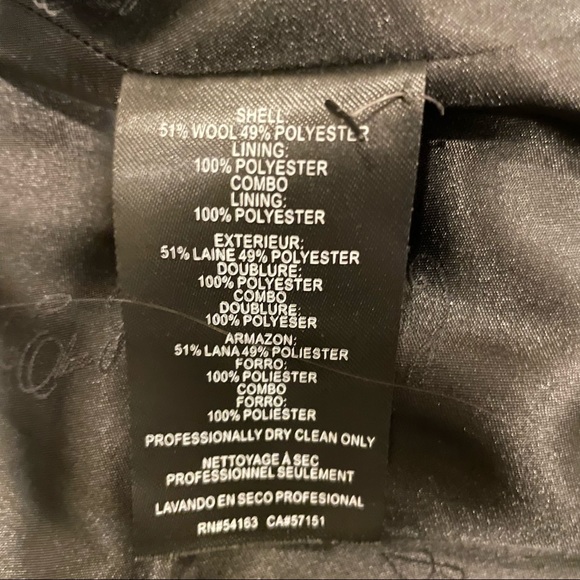 SHELL:
51% WOOL 49% POLYESTER
LINING:
100% POLYESTER
COMBO
LINING:
100% POLYESTER
EXTERIEUR:
51% LAINE 49% POLYESTER
DOUBLURE:
100% POLYESTER
COMBO
DOUBLURE:
100% POLYESER
ARMAZON:
51% LANA 49% POLIESTER
FORRO:
100% POLIESTER
COMBO
FORRO:
100% POLIESTER
PROFESSIONALLY DRY CLEAN ONLY
NETTOYAGE À SEC
PROFESSIONNEL SEULEMENT
LAVANDO EN SECO PROFESIONAL
RN#54163 CA#57151